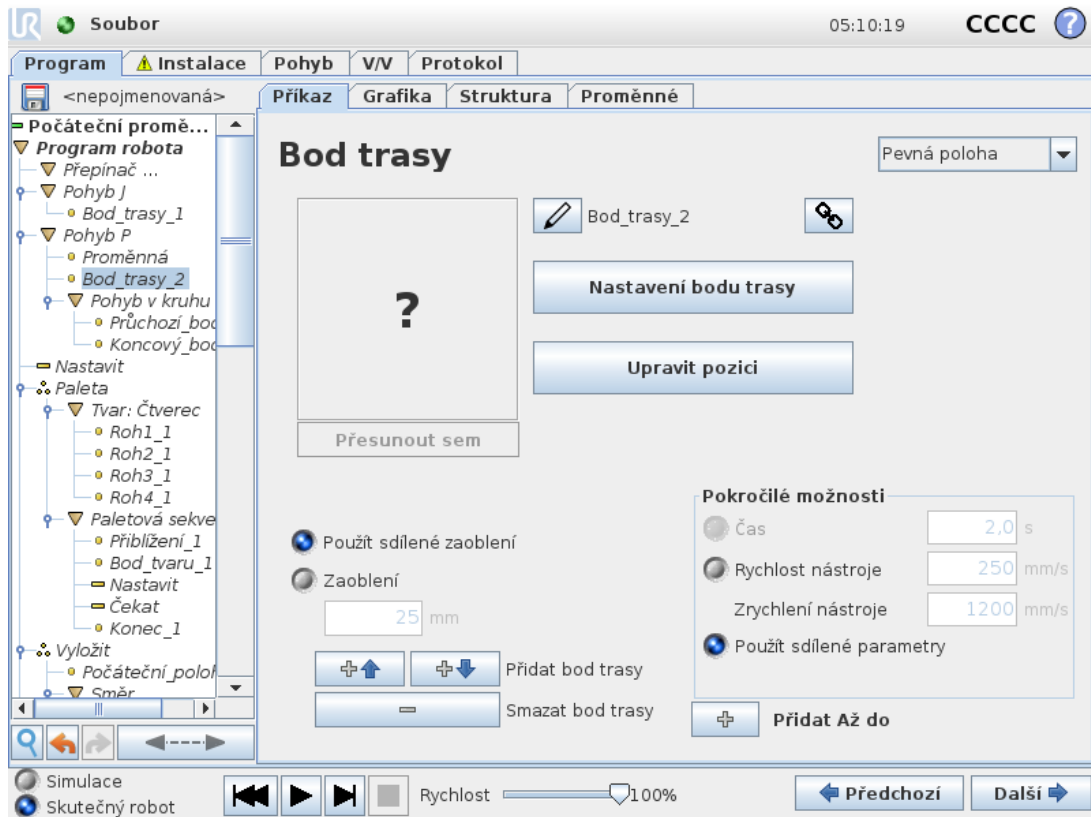 UR Soubor 05:10:19 CCCC ?
Program Instalace Pohyb V/V Protokol
<nepojmenovaná> Příkaz Grafika Struktura Proměnné
Počáteční promě...
Program robota
Přepínač ...
Pohyb J
Bod_trasy_1
Pohyb P
Proměnná
Bod_trasy_2
Pohyb v kruhu
Průchozí_bod
Koncový_bod
Nastavit
Paleta
Tvar: Čtverec
Roh1_1
Roh2_1
Roh3_1
Roh4_1
Paletová sekve
Přiblížení_1
Bod_tvaru_1
Nastavit
Čekat
Konec_1
Vyložit
Počáteční_poloh
Směr
Bod trasy
Pevná poloha
?
Bod_trasy_2
Nastavení bodu trasy
Upravit pozici
Přesunout sem
Použít sdílené zaoblení
Zaoblení
25 mm
Přidat bod trasy
Smazat bod trasy
Pokročilé možnosti
Čas 2,0 s
Rychlost nástroje 250 mm/s
Zrychlení nástroje 1200 mm/s
Použít sdílené parametry
Přidat Až do
Simulace
Skutečný robot
Rychlost 100%
Předchozí Další